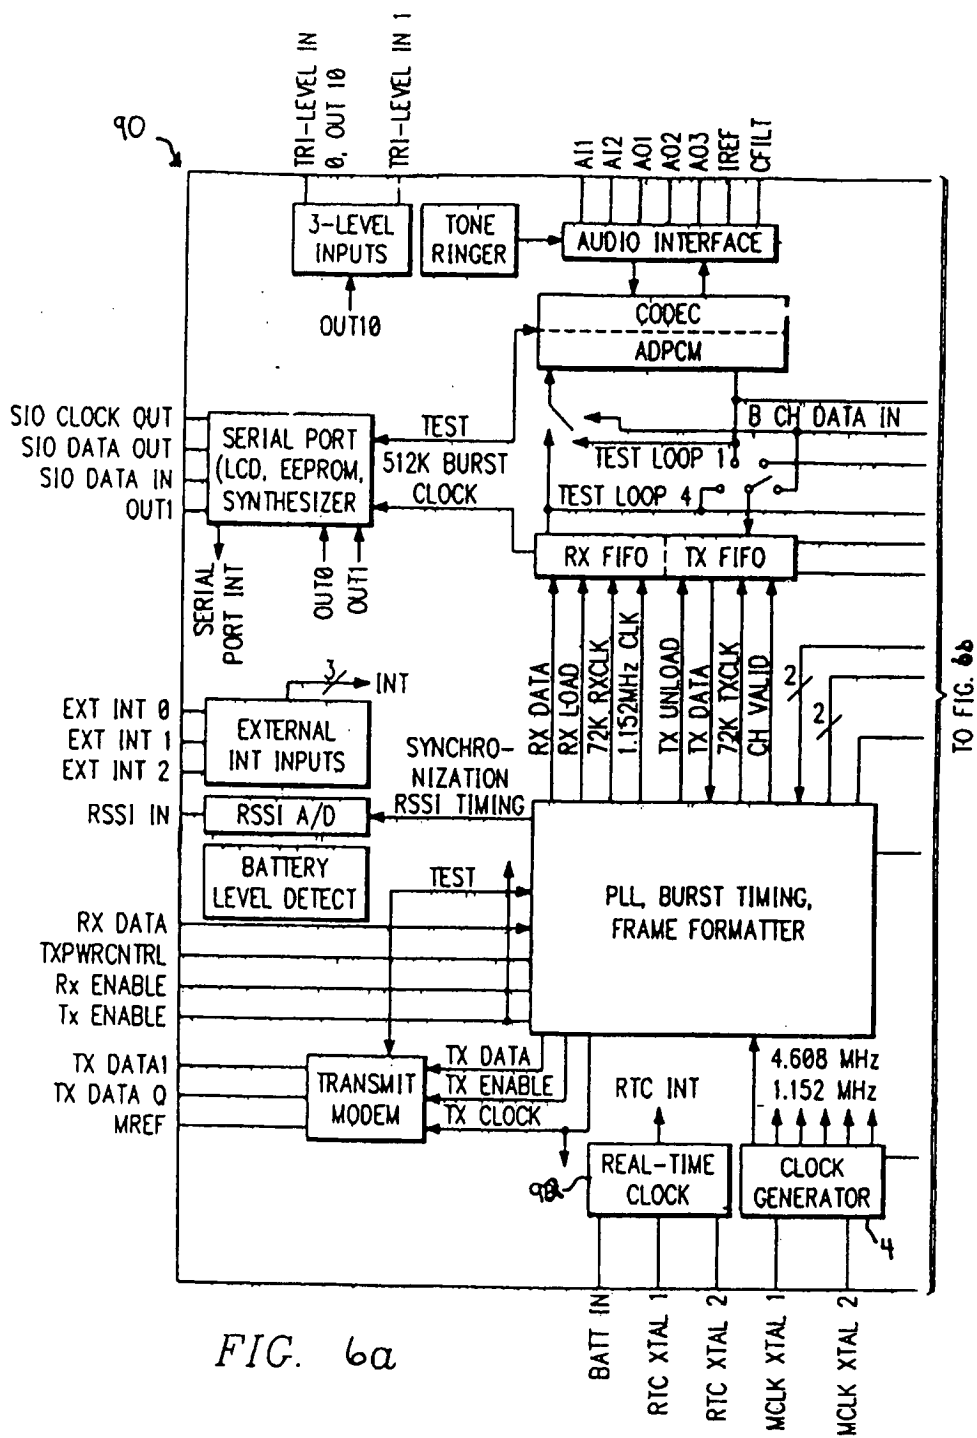 90
TRI-LEVEL IN
0, OUT 10
TRI-LEVEL IN 1
AI1
AI2
AO1
AO2
AO3
IREF
CFILT
3-LEVEL
INPUTS
TONE
RINGER
AUDIO INTERFACE
OUT10
CODEC
ADPCM
SIO CLOCK OUT
SIO DATA OUT
SIO DATA IN
OUT1
SERIAL PORT
(LCD, EEPROM,
SYNTHESIZER
TEST
512K BURST
CLOCK
B CH DATA IN
TEST LOOP 1
TEST LOOP 4
RX FIFO
TX FIFO
SERIAL
PORT INT
OUT0
OUT1
RX DATA
RX LOAD
72K RXCLK
1.152MHz CLK
TX UNLOAD
TX DATA
72K TXCLK
CH VALID
2
2
TO FIG. 6b
3
INT
EXT INT 0
EXT INT 1
EXT INT 2
EXTERNAL
INT INPUTS
SYNCHRO-
NIZATION
RSSI TIMING
RSSI IN
RSSI A/D
BATTERY
LEVEL DETECT
TEST
PLL, BURST TIMING,
FRAME FORMATTER
RX DATA
TXPWRCNTRL
Rx ENABLE
Tx ENABLE
TX DATA1
TX DATA Q
MREF
TRANSMIT
MODEM
TX DATA
TX ENABLE
TX CLOCK
RTC INT
4.608 MHz
1.152 MHz
92
REAL-TIME
CLOCK
CLOCK
GENERATOR
4
BATT IN
RTC XTAL 1
RTC XTAL 2
MCLK XTAL 1
MCLK XTAL 2
FIG. 6a